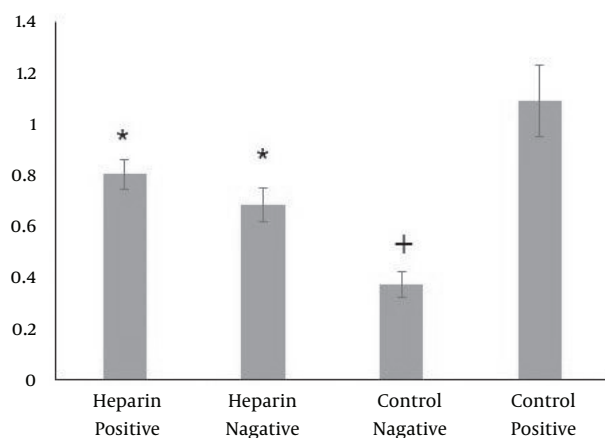 1.4
1.2
1
0.8
0.6
0.4
0.2
0
*
*
+
Heparin Positive
Heparin Nagative
Control Nagative
Control Positive